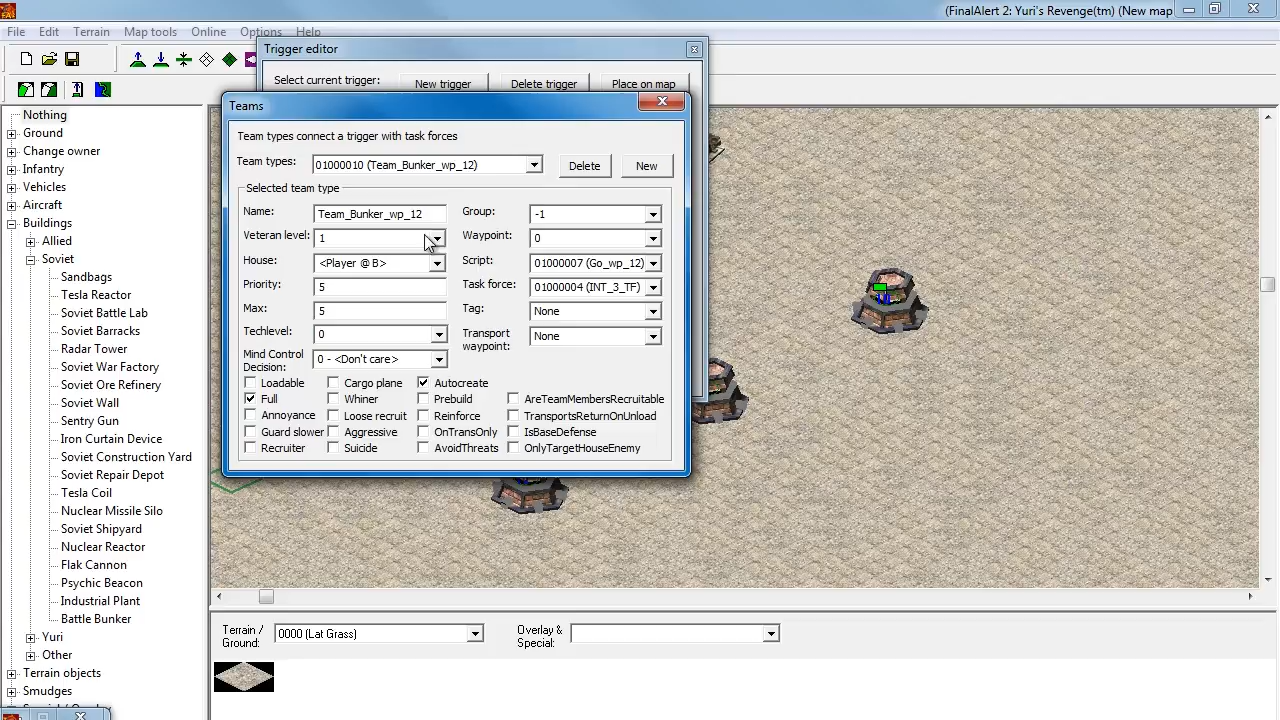 (FinalAlert 2: Yuri's Revenge(tm) (New map
File Edit Terrain Map tools Online Options Help
Trigger editor
Select current trigger: New trigger Delete trigger Place on map
Teams
Team types connect a trigger with task forces
Team types: 01000010 (Team_Bunker_wp_12) Delete New
Selected team type
Name: Team_Bunker_wp_12 Group: -1
Veteran level: 1 Waypoint: 0
House: <Player @ B> Script: 01000007 (Go_wp_12)
Priority: 5 Task force: 01000004 (INT_3_TF)
Max: 5 Tag: None
Techlevel: 0 Transport waypoint: None
Mind Control Decision: 0 - <Don't care>
Loadable Cargo plane Autocreate
Full Whiner Prebuild AreTeamMembersRecruitable
Annoyance Loose recruit Reinforce TransportsReturnOnUnload
Guard slower Aggressive OnTransOnly IsBaseDefense
Recruiter Suicide AvoidThreats OnlyTargetHouseEnemy
Nothing
Ground
Change owner
Infantry
Vehicles
Aircraft
Buildings
Allied
Soviet
Sandbags
Tesla Reactor
Soviet Battle Lab
Soviet Barracks
Radar Tower
Soviet War Factory
Soviet Ore Refinery
Soviet Wall
Sentry Gun
Iron Curtain Device
Soviet Construction Yard
Soviet Repair Depot
Tesla Coil
Nuclear Missile Silo
Soviet Shipyard
Nuclear Reactor
Flak Cannon
Psychic Beacon
Industrial Plant
Battle Bunker
Yuri
Other
Terrain objects
Smudges
Terrain / Ground: 0000 (Lat Grass) Overlay & Special: